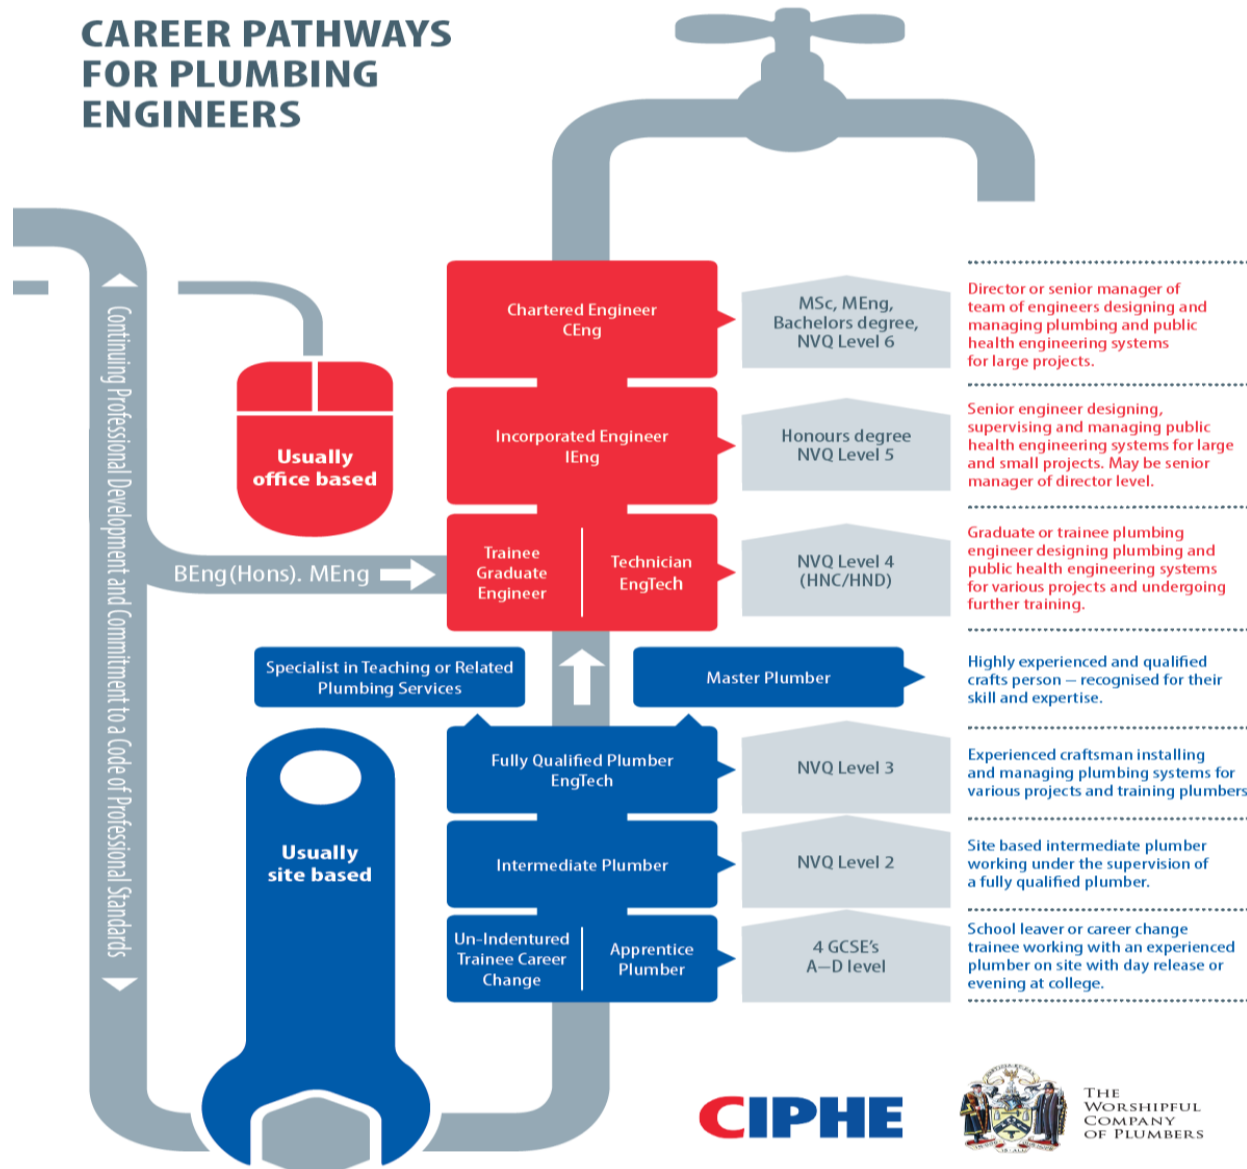 CAREER PATHWAYS
FOR PLUMBING
ENGINEERS
Continuing Professional Development and Commitment to a Code of Professional Standards
Usually
office based
BEng(Hons). MEng
Chartered Engineer
CEng
MSc, MEng,
Bachelors degree,
NVQ Level 6
Director or senior manager of
team of engineers designing and
managing plumbing and public
health engineering systems
for large projects.
Incorporated Engineer
IEng
Honours degree
NVQ Level 5
Senior engineer designing,
supervising and managing public
health engineering systems for large
and small projects. May be senior
manager of director level.
Trainee
Graduate
Engineer
Technician
EngTech
NVQ Level 4
(HNC/HND)
Graduate or trainee plumbing
engineer designing plumbing and
public health engineering systems
for various projects and undergoing
further training.
Specialist in Teaching or Related
Plumbing Services
Master Plumber
Highly experienced and qualified
crafts person – recognised for their
skill and expertise.
Usually
site based
Fully Qualified Plumber
EngTech
NVQ Level 3
Experienced craftsman installing
and managing plumbing systems for
various projects and training plumbers
Intermediate Plumber
NVQ Level 2
Site based intermediate plumber
working under the supervision of
a fully qualified plumber.
Un-Indentured
Trainee Career
Change
Apprentice
Plumber
4 GCSE's
A–D level
School leaver or career change
trainee working with an experienced
plumber on site with day release or
evening at college.
CIPHE
THE
WORSHIPFUL
COMPANY
OF PLUMBERS